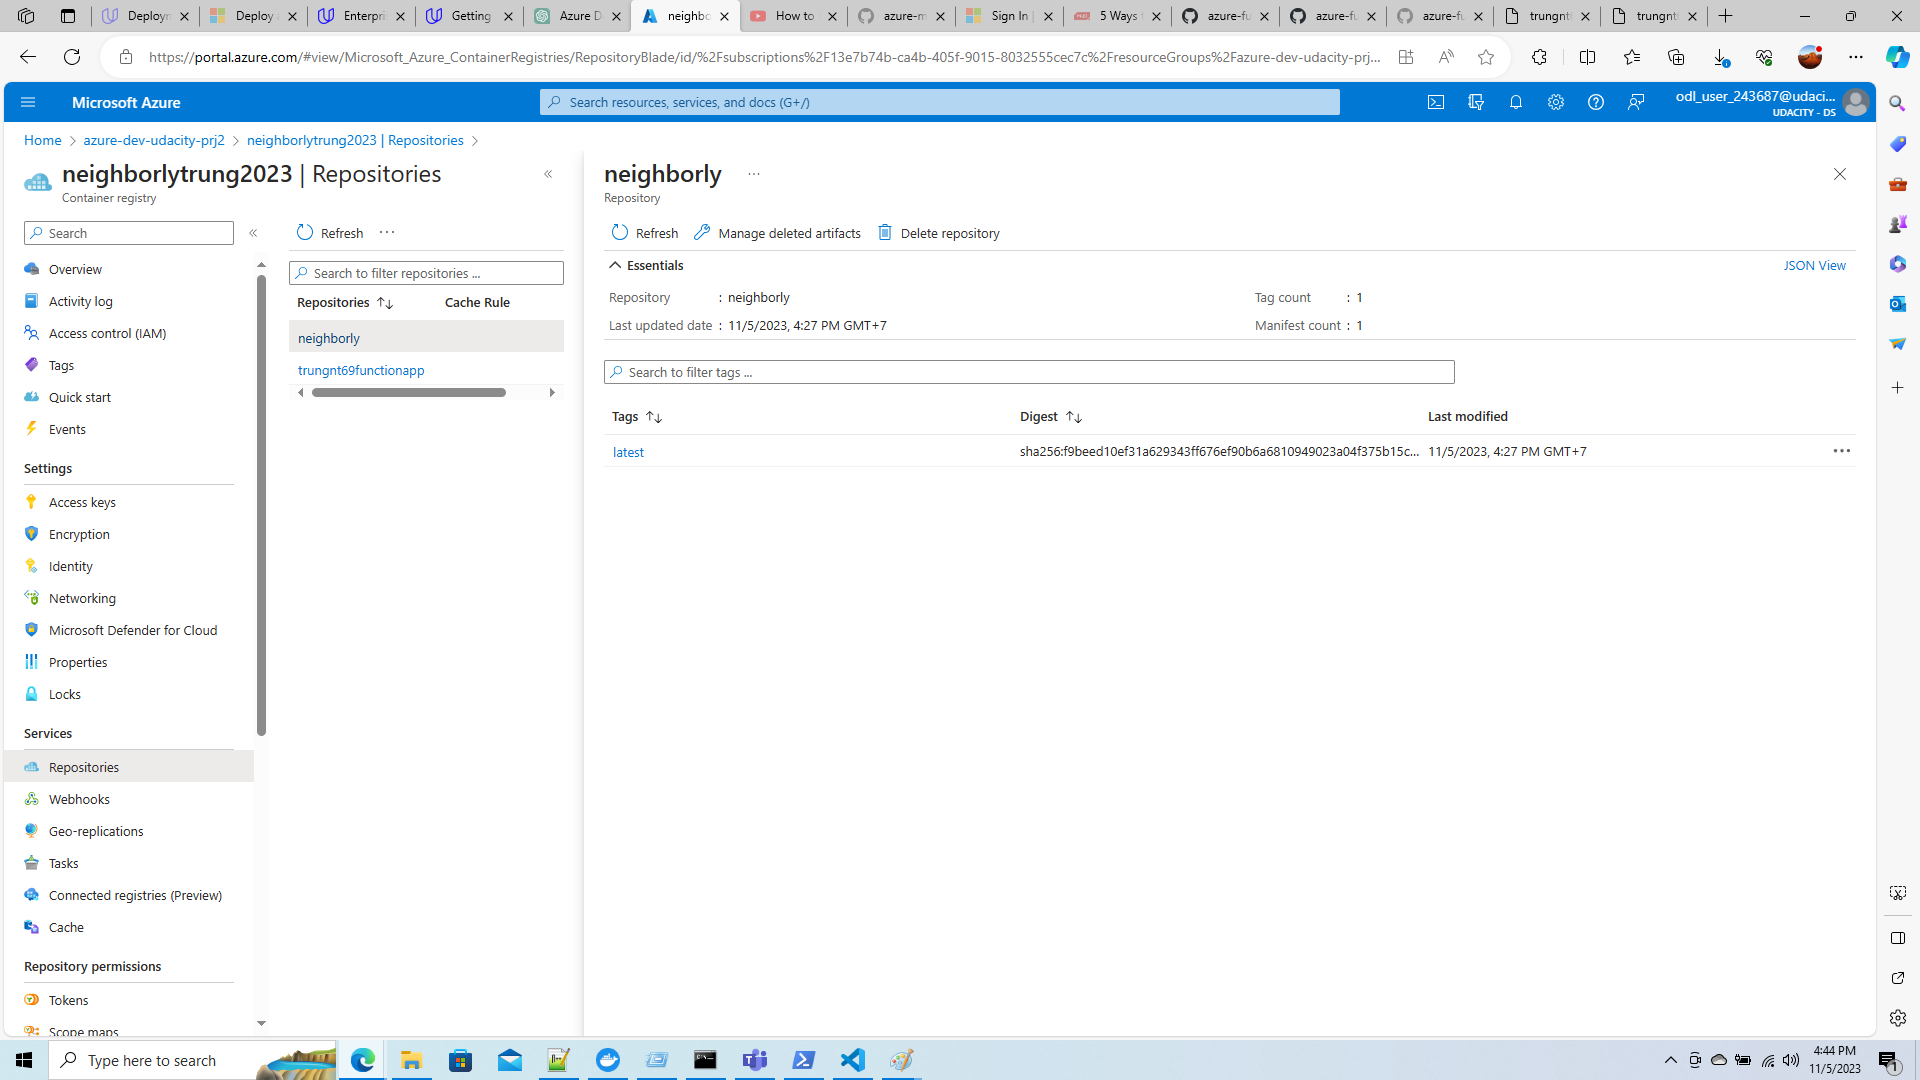 Deployn
Deploy a
Enterpri
Getting
Azure D
neighbo
How to
azure-m
Sign In |
5 Ways
azure-fu
azure-fu
azure-fu
trungnt
trungnt
https://portal.azure.com/#view/Microsoft_Azure_ContainerRegistries/RepositoryBlade/id/%2Fsubscriptions%2F13e7b74b-ca4b-405f-9015-8032555cec7c%2FresourceGroups%2Fazure-dev-udacity-prj...
Microsoft Azure
Search resources, services, and docs (G+/)
odl_user_243687@udaci...
UDACITY - DS
Home > azure-dev-udacity-prj2 > neighborlytrung2023 | Repositories >
neighborlytrung2023 | Repositories
Container registry
Search
Overview
Activity log
Access control (IAM)
Tags
Quick start
Events
Settings
Access keys
Encryption
Identity
Networking
Microsoft Defender for Cloud
Properties
Locks
Services
Repositories
Webhooks
Geo-replications
Tasks
Connected registries (Preview)
Cache
Repository permissions
Tokens
Scope maps
Refresh
Search to filter repositories ...
Repositories Cache Rule
neighborly
trungnt69functionapp
neighborly ...
Repository
Refresh Manage deleted artifacts Delete repository
Essentials JSON View
Repository : neighborly Tag count : 1
Last updated date : 11/5/2023, 4:27 PM GMT+7 Manifest count : 1
Search to filter tags ...
Tags Digest Last modified
latest sha256:f9beed10ef31a629343ff676ef90b6a6810949023a04f375b15c... 11/5/2023, 4:27 PM GMT+7
Type here to search
4:44 PM
11/5/2023
1